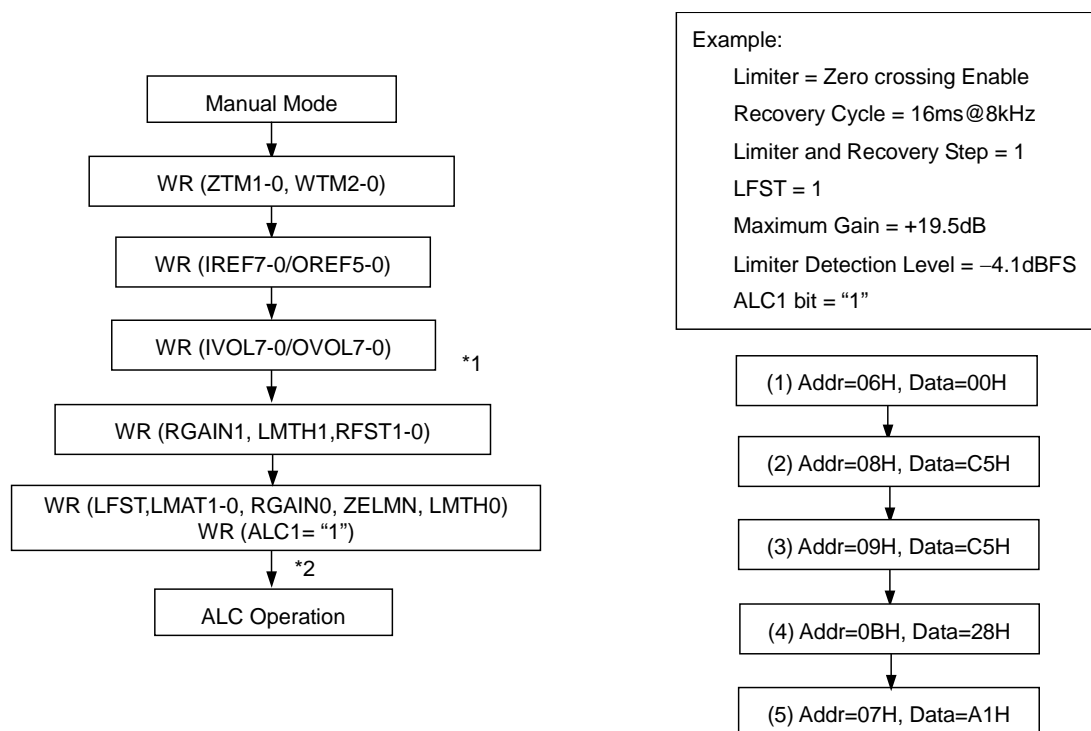 Manual Mode
WR (ZTM1-0, WTM2-0)
WR (IREF7-0/OREF5-0)
WR (IVOL7-0/OVOL7-0)
*1
WR (RGAIN1, LMTH1,RFST1-0)
WR (LFST,LMAT1-0, RGAIN0, ZELMN, LMTH0)
WR (ALC1= “1”)
*2
ALC Operation
Example:
Limiter = Zero crossing Enable
Recovery Cycle = 16ms@8kHz
Limiter and Recovery Step = 1
LFST = 1
Maximum Gain = +19.5dB
Limiter Detection Level = −4.1dBFS
ALC1 bit = “1”
(1) Addr=06H, Data=00H
(2) Addr=08H, Data=C5H
(3) Addr=09H, Data=C5H
(4) Addr=0BH, Data=28H
(5) Addr=07H, Data=A1H